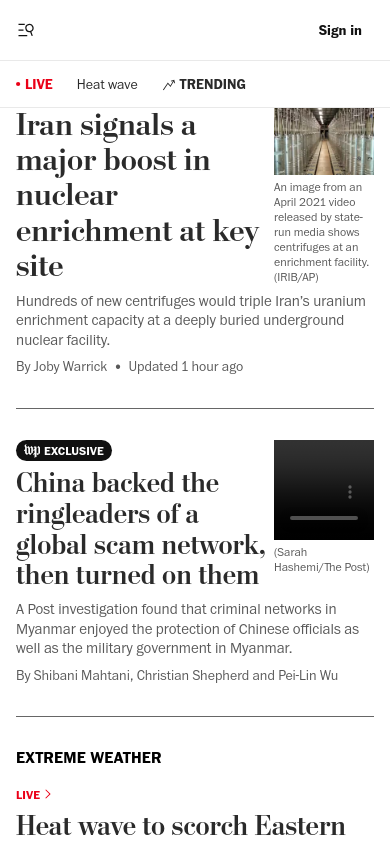 Sign in
LIVE
Heat wave
TRENDING
Iran signals a
major boost in
nuclear
enrichment at key
site
An image from an
April 2021 video
released by state-
run media shows
centrifuges at an
enrichment facility.
(IRIB/AP)
Hundreds of new centrifuges would triple Iran's uranium
enrichment capacity at a deeply buried underground
nuclear facility.
By Joby Warrick • Updated 1 hour ago
wp EXCLUSIVE
China backed the
ringleaders of a
global scam network,
then turned on them
(Sarah
Hashemi/The Post)
A Post investigation found that criminal networks in
Myanmar enjoyed the protection of Chinese officials as
well as the military government in Myanmar.
By Shibani Mahtani, Christian Shepherd and Pei-Lin Wu
EXTREME WEATHER
LIVE
Heat wave to scorch Eastern